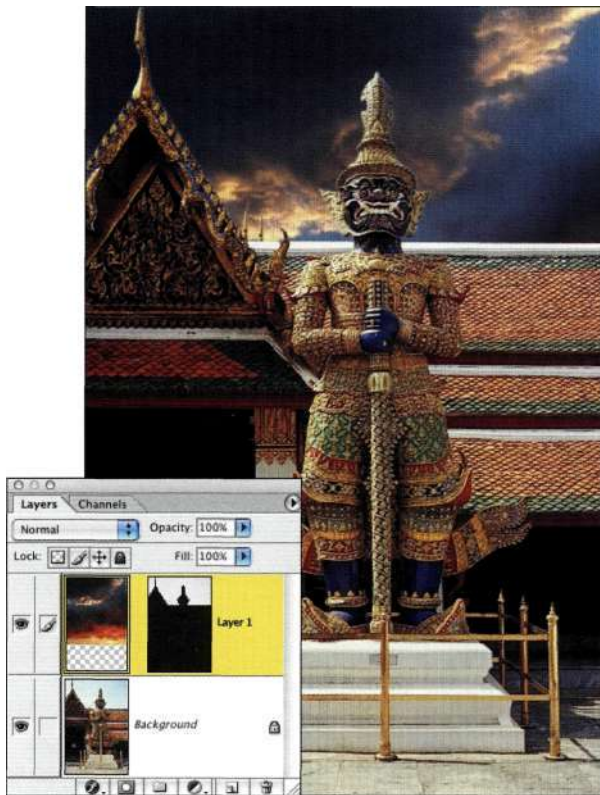 Layers Channels
Normal Opacity: 100%
Lock: Fill: 100%
Layer 1
Background